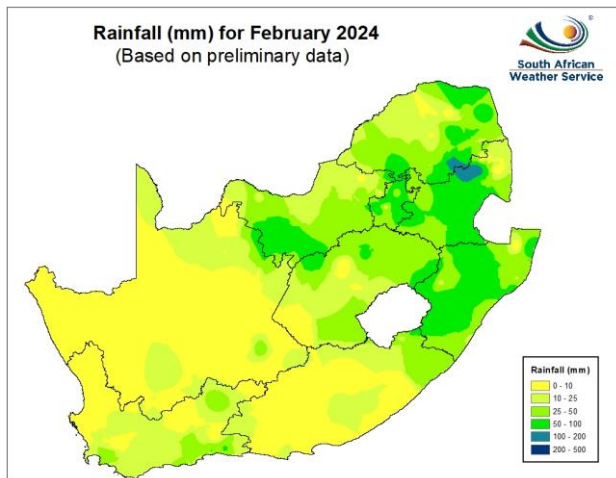 Rainfall (mm) for February 2024
(Based on preliminary data)
South African
Weather Service
Rainfall (mm)
0 - 10
10 - 25
25 - 50
50 - 100
100 - 200
200 - 500